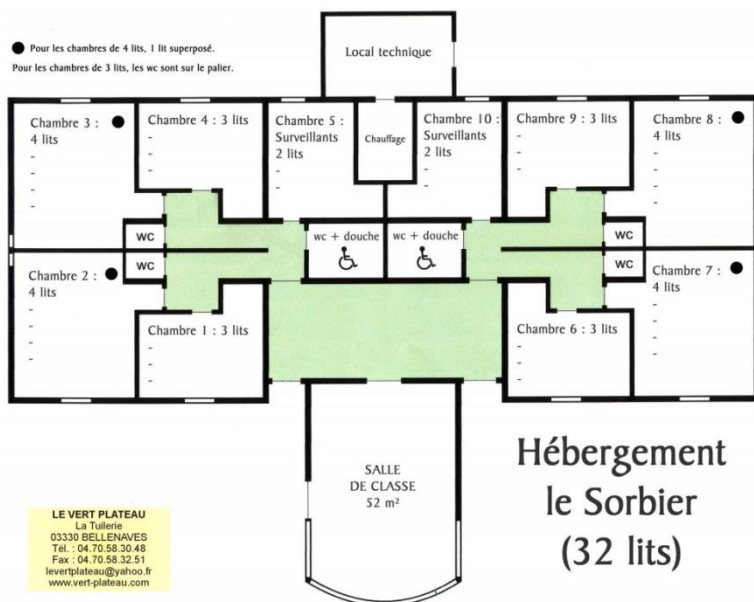 ● Pour les chambres de 4 lits, 1 lit superposé.
Pour les chambres de 3 lits, les wc sont sur le palier.
Local technique
Chambre 3 :
4 lits
-
-
-
-
Chambre 4 : 3 lits
-
-
-
Chambre 5 :
Surveillants
2 lits
-
-
Chauffage
Chambre 10 :
Surveillants
2 lits
-
-
Chambre 9 : 3 lits
-
-
-
Chambre 8 :
4 lits
-
-
-
-
WC
WC
wc + douche
wc + douche
WC
WC
Chambre 2 :
4 lits
-
-
-
-
Chambre 1 : 3 lits
-
-
-
Chambre 6 : 3 lits
-
-
-
Chambre 7 :
4 lits
-
-
-
-
SALLE
DE CLASSE
52 m²
Hébergement
le Sorbier
(32 lits)
LE VERT PLATEAU
La Tuilerie
03330 BELLENAVES
Tél. : 04.70.58.30.48
Fax : 04.70.58.32.51
levertplateau@yahoo.fr
www.vert-plateau.com